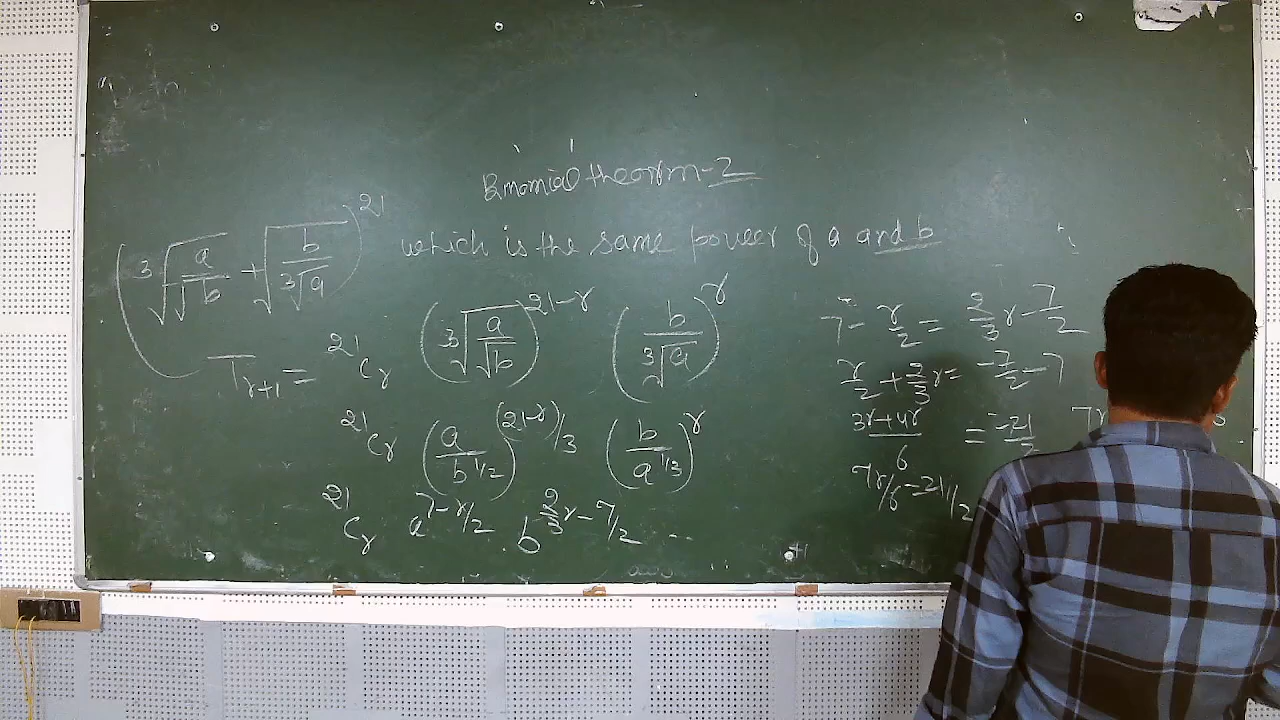 Binomial theorem-2
(∛(a/√b) + √(b/∛a))^21 which is the same power of a and b
T_{r+1} = 21C_r (∛(a/√b))^{21-r} (b/∛a)^r
21C_r (a/b^{1/2})^{(21-r)/3} (b/a^{1/3})^r
21C_r a^{7-r/2} b^{2/3 r - 7/2} --
7 - r/2 = 2/3 r - 7/2
r/2 + 2/3 r = -7/2 - 7
(3r+4r)/6 = -21/2
7r/6 = 21/2